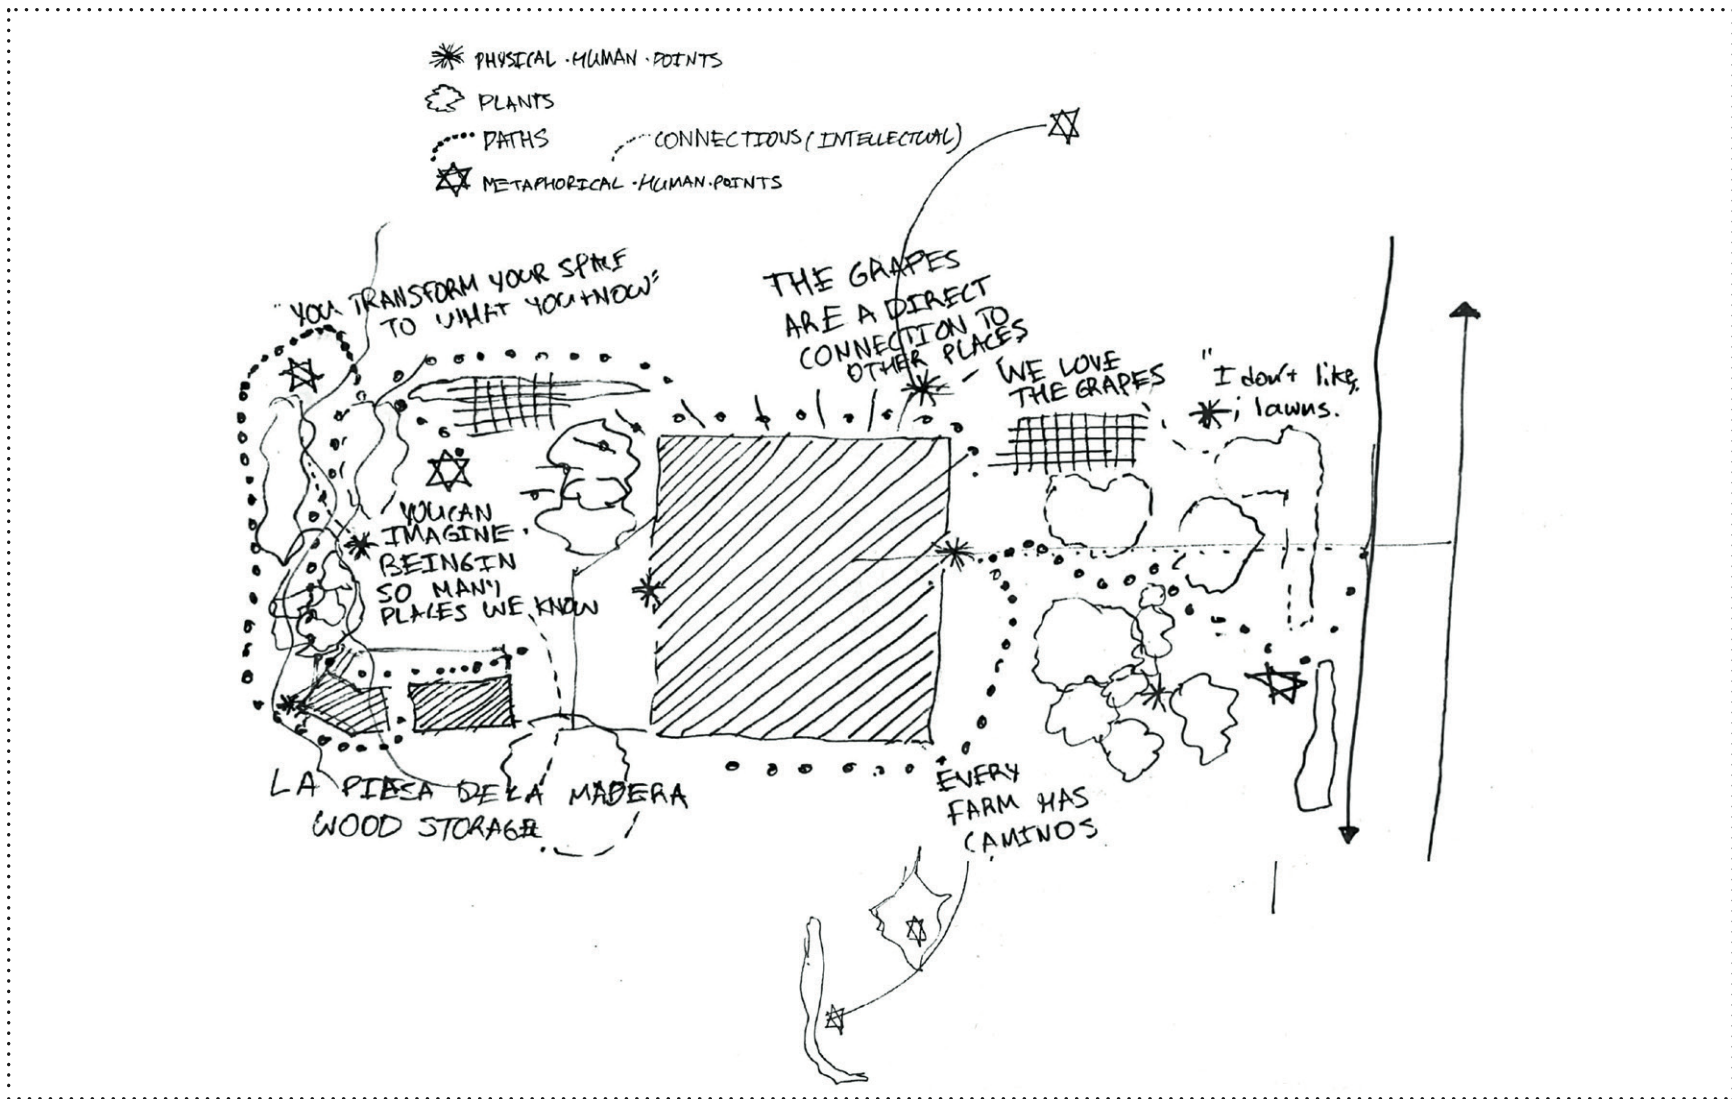 PHYSICAL·HUMAN·POINTS
PLANTS
PATHS
CONNECTIONS (INTELLECTUAL)
METAPHORICAL·HUMAN·POINTS
"YOU TRANSFORM YOUR SPACE
TO WHAT YOU KNOW"
THE GRAPES
ARE A DIRECT
CONNECTION TO
OTHER PLACES
WE LOVE
THE GRAPES
"I don't like
lawns.
YOU CAN
IMAGINE
BEING IN
SO MANY
PLACES WE KNOW
LA PIESA DE LA MADERA
WOOD STORAGE
EVERY
FARM HAS
CAMINOS